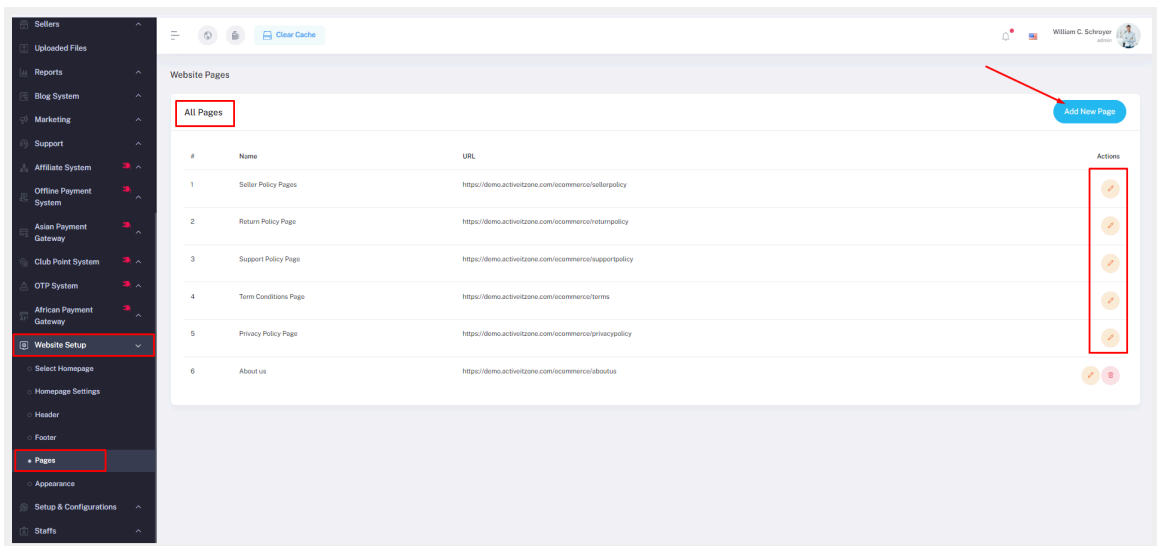 Sellers
Uploaded Files
Reports
Blog System
Marketing
Support
Affiliate System
Offline Payment
System
Asian Payment
Gateway
Club Point System
OTP System
African Payment
Gateway
Website Setup
Select Homepage
Homepage Settings
Header
Footer
Pages
Appearance
Setup & Configurations
Staffs
Clear Cache
William C. Schroyer
admin
Website Pages
All Pages
Add New Page
# Name URL Actions
1 Seller Policy Pages https://demo.activeitzone.com/ecommerce/sellerpolicy
2 Return Policy Page https://demo.activeitzone.com/ecommerce/returnpolicy
3 Support Policy Page https://demo.activeitzone.com/ecommerce/supportpolicy
4 Term Conditions Page https://demo.activeitzone.com/ecommerce/terms
5 Privacy Policy Page https://demo.activeitzone.com/ecommerce/privacypolicy
6 About us https://demo.activeitzone.com/ecommerce/aboutus